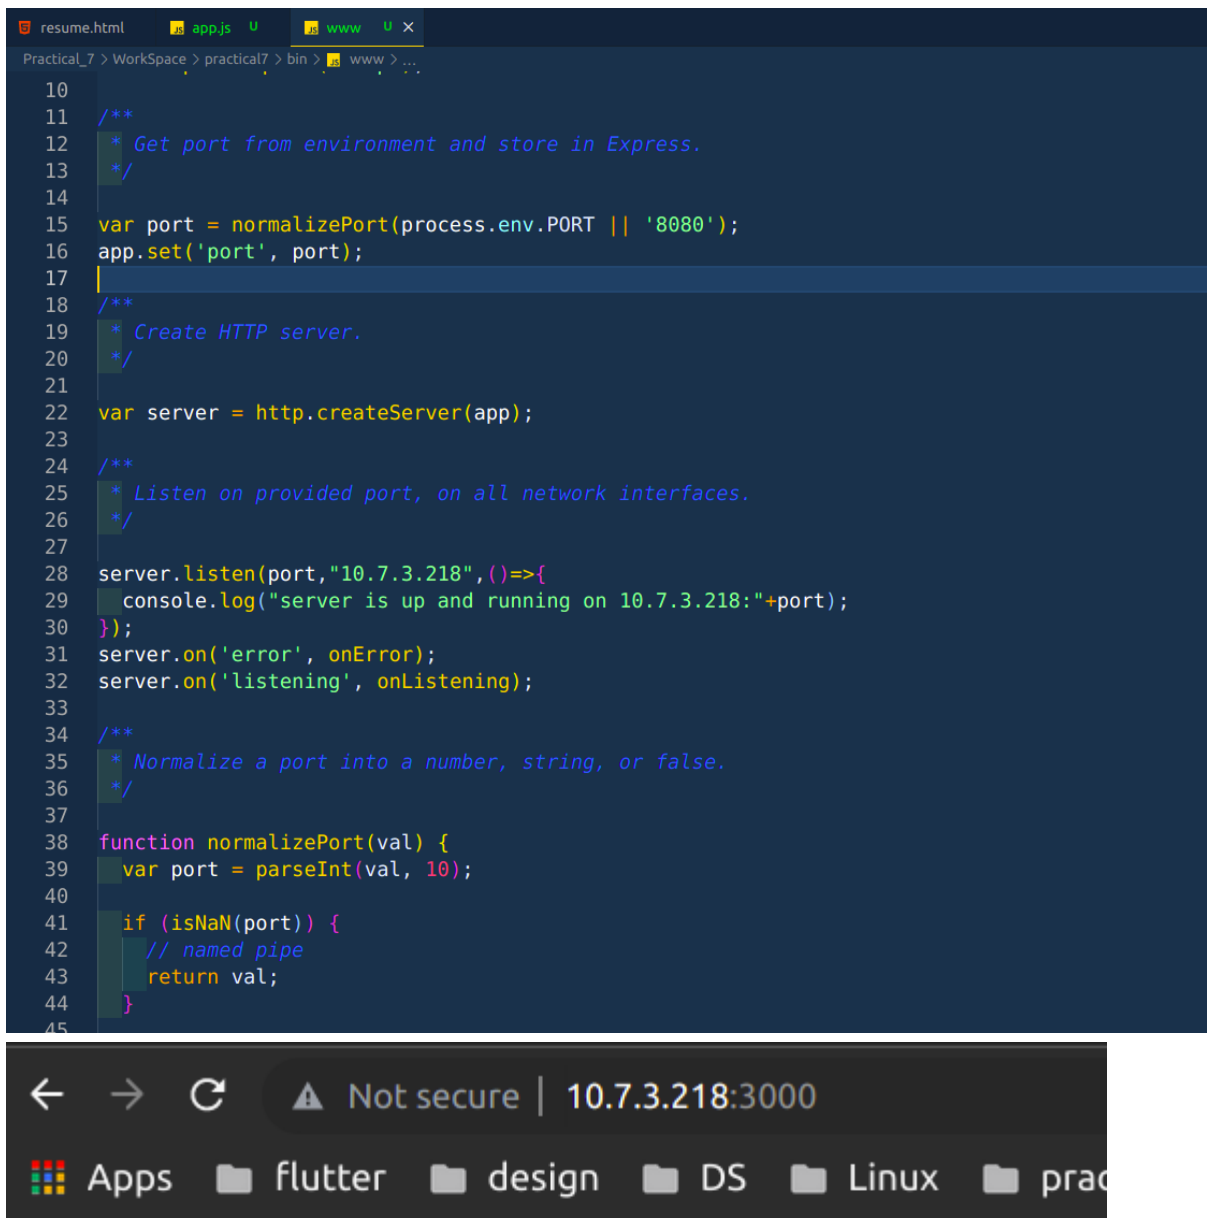 resume.html JS app.js U JS www U ×
Practical_7 > WorkSpace > practical7 > bin > JS www > ...
10
11 /**
12 * Get port from environment and store in Express.
13 */
14
15 var port = normalizePort(process.env.PORT || '8080');
16 app.set('port', port);
17
18 /**
19 * Create HTTP server.
20 */
21
22 var server = http.createServer(app);
23
24 /**
25 * Listen on provided port, on all network interfaces.
26 */
27
28 server.listen(port,"10.7.3.218",()=>{
29 console.log("server is up and running on 10.7.3.218:"+port);
30 });
31 server.on('error', onError);
32 server.on('listening', onListening);
33
34 /**
35 * Normalize a port into a number, string, or false.
36 */
37
38 function normalizePort(val) {
39 var port = parseInt(val, 10);
40
41 if (isNaN(port)) {
42 // named pipe
43 return val;
44 }
45
Not secure | 10.7.3.218:3000
Apps flutter design DS Linux prac